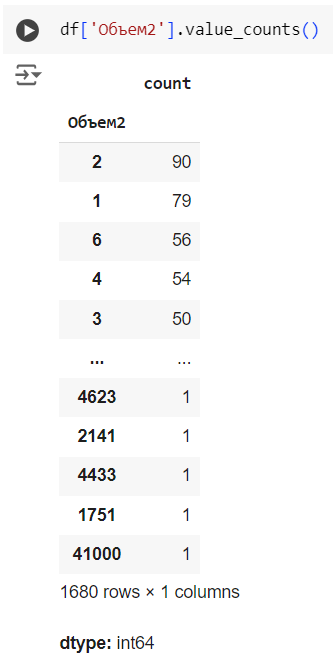 df['Объем2'].value_counts()
count
Объем2
2 90
1 79
6 56
4 54
3 50
... ...
4623 1
2141 1
4433 1
1751 1
41000 1
1680 rows × 1 columns
dtype: int64